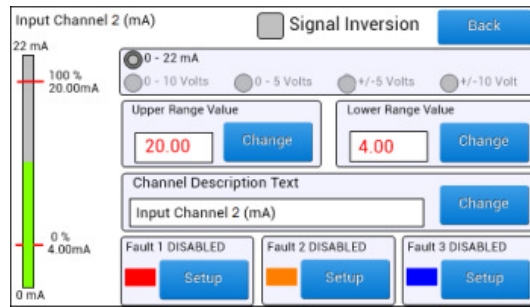 Input Channel 2 (mA)
Signal Inversion
Back
22 mA
0 - 22 mA
100 %
20.00mA
0 - 10 Volts
0 - 5 Volts
+/-5 Volts
+/-10 Volt
Upper Range Value
Lower Range Value
20.00
Change
4.00
Change
Channel Description Text
Input Channel 2 (mA)
Change
0 %
4.00mA
Fault 1 DISABLED
Fault 2 DISABLED
Fault 3 DISABLED
Setup
Setup
Setup
0 mA